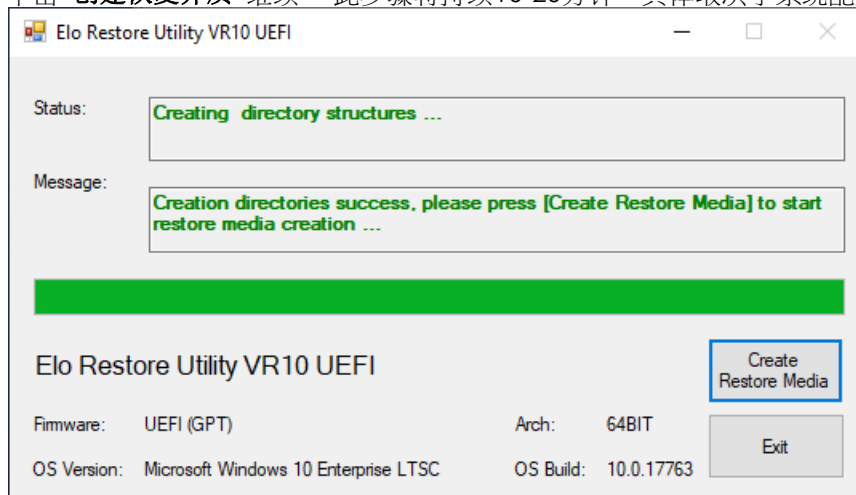 Elo Restore Utility VR10 UEFI
Status:
Creating directory structures ...
Message:
Creation directories success, please press [Create Restore Media] to start
restore media creation ...
Elo Restore Utility VR10 UEFI
Create
Restore Media
Firmware: UEFI (GPT) Arch: 64BIT
Exit
OS Version: Microsoft Windows 10 Enterprise LTSC OS Build: 10.0.17763